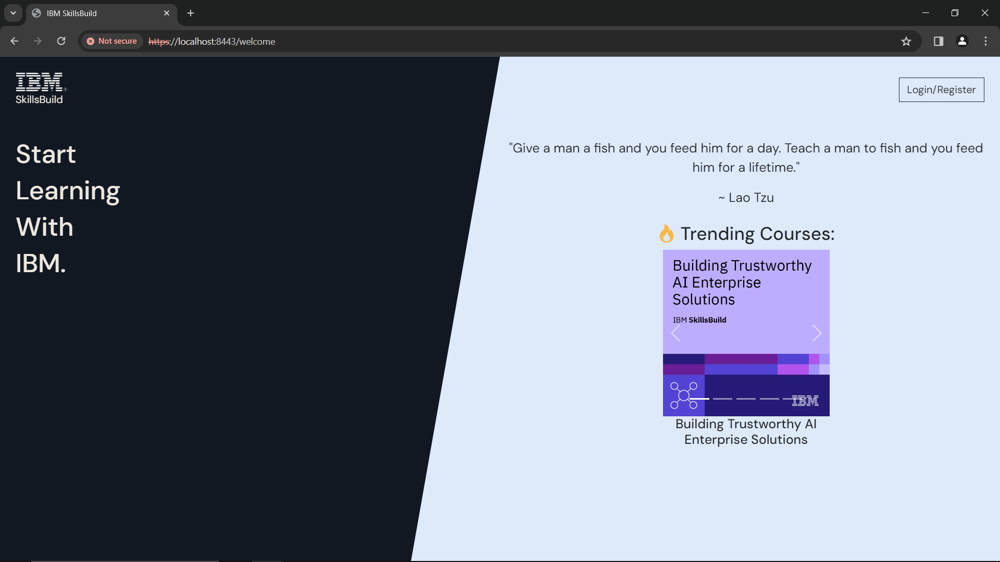 IBM SkillsBuild
Not secure
https://localhost:8443/welcome
IBM
SkillsBuild
Login/Register
Start
Learning
With
IBM.
"Give a man a fish and you feed him for a day. Teach a man to fish and you feed
him for a lifetime."
~ Lao Tzu
Trending Courses:
Building Trustworthy
AI Enterprise
Solutions
IBM SkillsBuild
IBM
Building Trustworthy AI
Enterprise Solutions